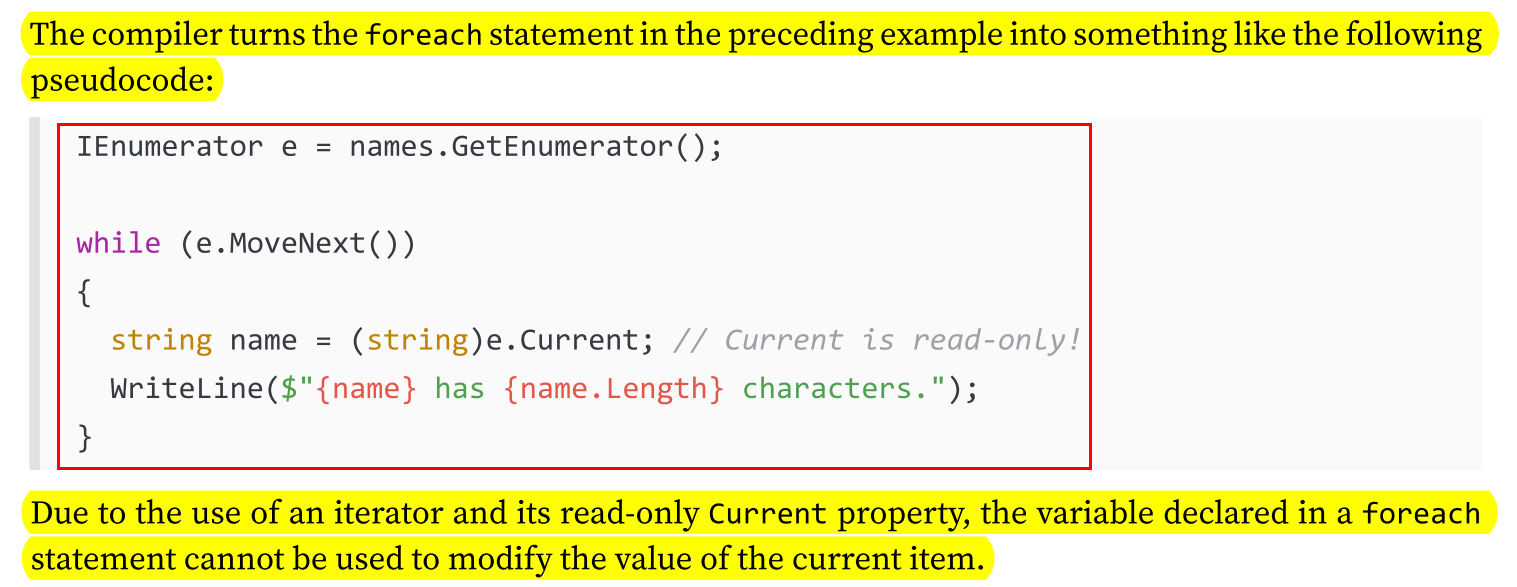 The compiler turns the foreach statement in the preceding example into something like the following
pseudocode:
IEnumerator e = names.GetEnumerator();
while (e.MoveNext())
{
  string name = (string)e.Current; // Current is read-only!
  WriteLine($"{name} has {name.Length} characters.");
}
Due to the use of an iterator and its read-only Current property, the variable declared in a foreach
statement cannot be used to modify the value of the current item.